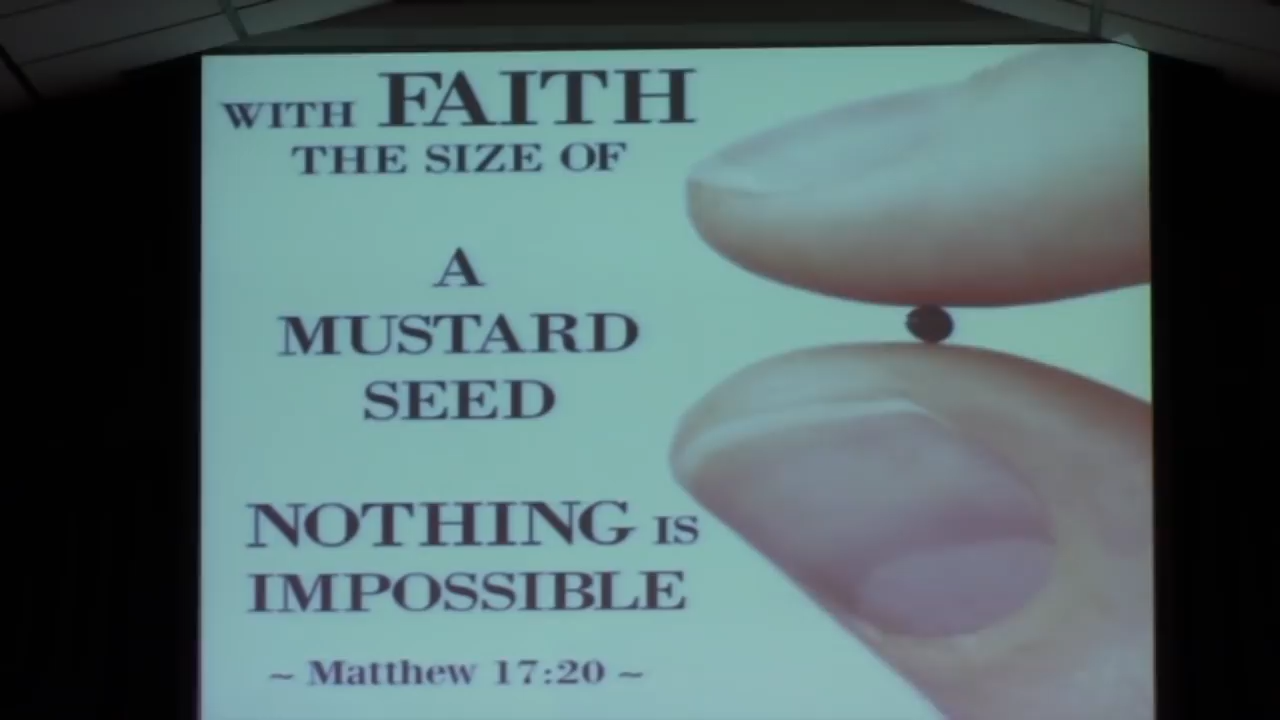 WITH FAITH
THE SIZE OF
A
MUSTARD
SEED
NOTHING IS
IMPOSSIBLE
~ Matthew 17:20 ~